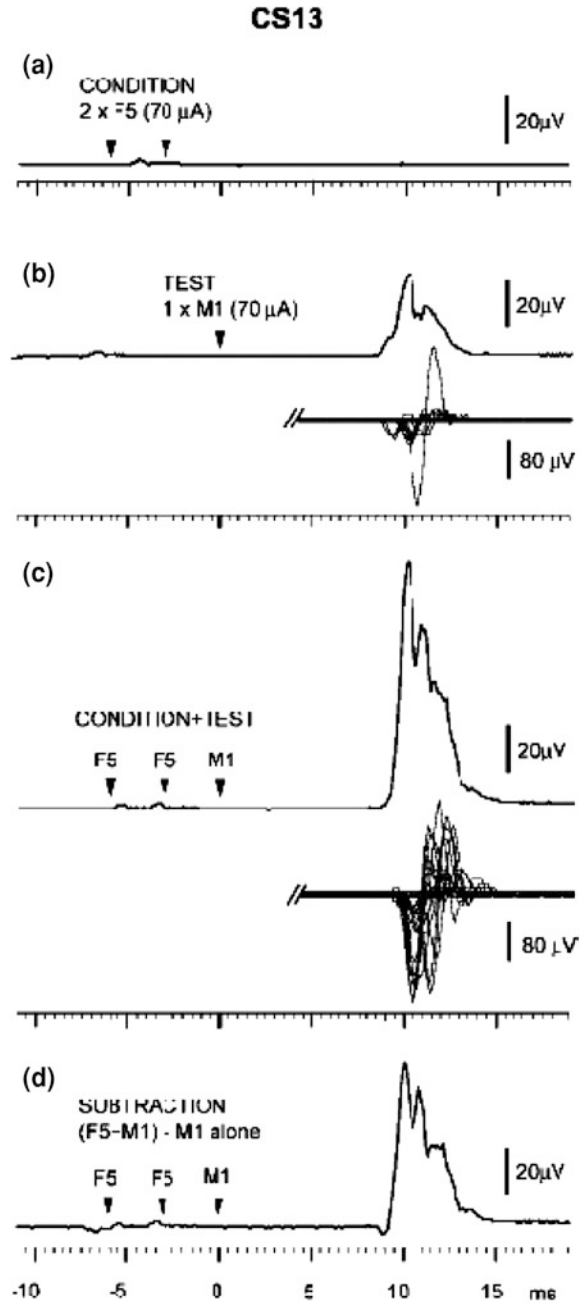 CS13
(a)
CONDITION
2 x F5 (70 µA)
20µV
(b)
TEST
1 x M1 (70 µA)
20µV
80 µV
(c)
CONDITION+TEST
F5 F5 M1
20µV
80 µV
(d)
SUBTRACTION
(F5-M1) - M1 alone
F5 F5 M1
20µV
-10 -5 0 5 10 15 ms